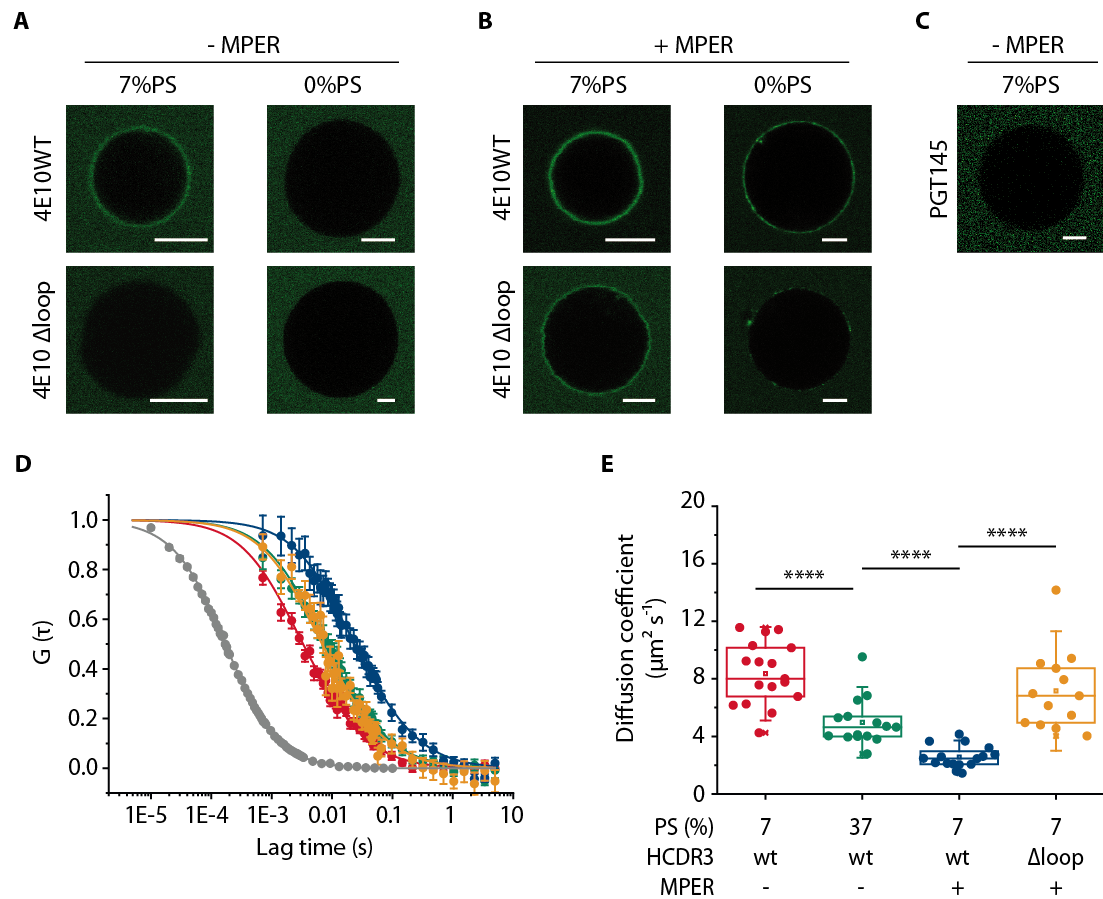 A
B
C
- MPER
+ MPER
- MPER
7%PS
0%PS
7%PS
0%PS
7%PS
4E10WT
4E10WT
PGT145
4E10 Δloop
4E10 Δloop
D
E
G (τ)
1.0
0.8
0.6
0.4
0.2
0.0
1E-5 1E-4 1E-3 0.01 0.1 1 10
Lag time (s)
Diffusion coefficient
(μm² s⁻¹)
20
16
12
8
4
0
****
****
****
PS (%) 7 37 7 7
HCDR3 wt wt wt Δloop
MPER - - + +